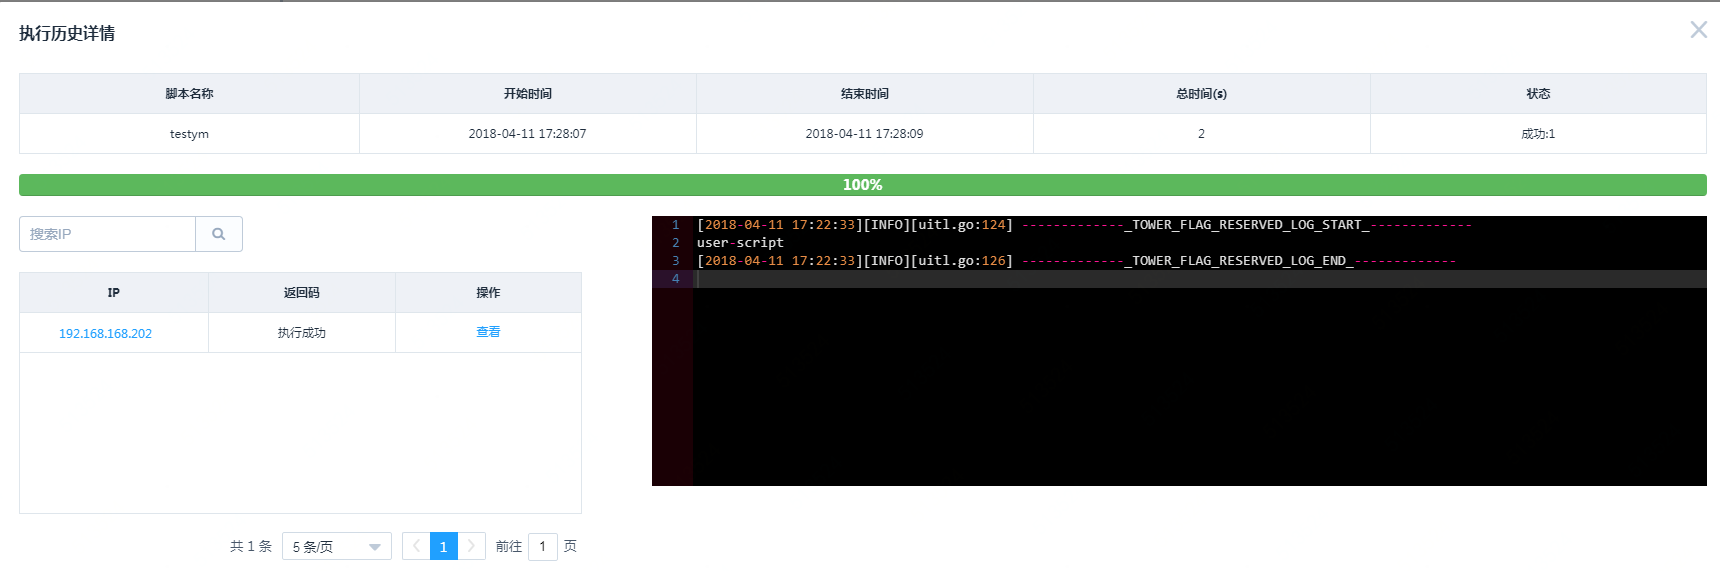 执行历史详情
脚本名称 开始时间 结束时间 总时间(s) 状态
testym 2018-04-11 17:28:07 2018-04-11 17:28:09 2 成功:1
100%
搜索IP
IP 返回码 操作
192.168.168.202 执行成功 查看
共 1 条 5 条/页 1 前往 1 页
1 [2018-04-11 17:22:33][INFO][uitl.go:124] -------------_TOWER_FLAG_RESERVED_LOG_START_-------------
2 user-script
3 [2018-04-11 17:22:33][INFO][uitl.go:126] -------------_TOWER_FLAG_RESERVED_LOG_END_-------------
4